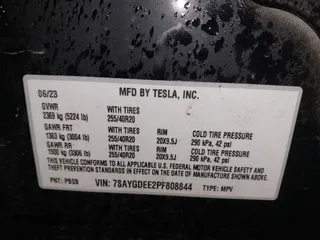 06/23 MFD BY TESLA, INC.
GVWR WITH TIRES
2369 kg (5224 lb) 255/40R20
GAWR FRT WITH TIRES RIM COLD TIRE PRESSURE
1363 kg (3004 lb) 255/40R20 20X9.5J 290 kPa, 42 psi
GAWR RR WITH TIRES RIM COLD TIRE PRESSURE
1500 kg (3306 lb) 255/40R20 20X9.5J 290 kPa, 42 psi
THIS VEHICLE CONFORMS TO ALL APPLICABLE U.S. FEDERAL MOTOR VEHICLE SAFETY
AND THEFT PREVENTION STANDARDS IN EFFECT ON THE DATE OF MANUFACTURE SHOWN ABOVE.
PNT: PBSB VIN: 7SAYGDEE2PF808844 TYPE: MPV